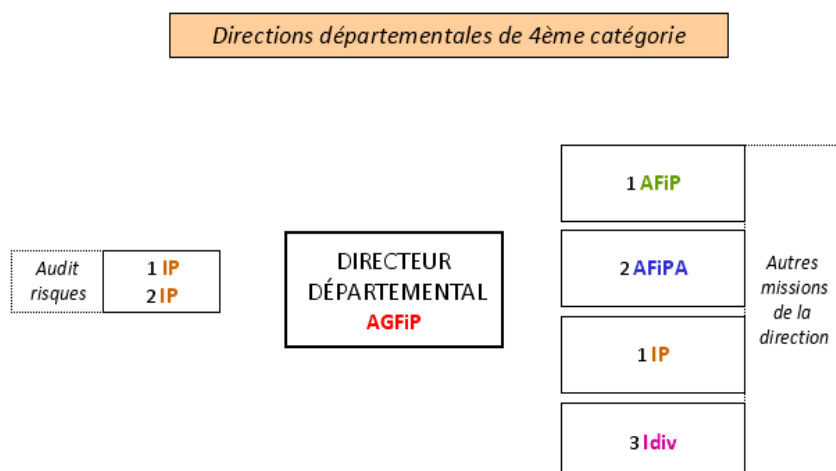 Directions départementales de 4ème catégorie
Audit
risques
1 IP
2 IP
DIRECTEUR
DÉPARTEMENTAL
AGFiP
1 AFiP
2 AFiPA
1 IP
3 Idiv
Autres
missions
de la
direction